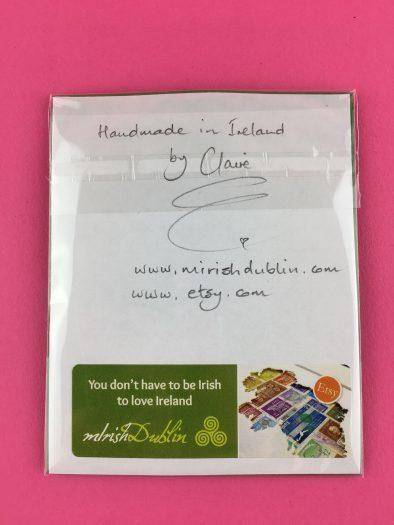 Handmade in Ireland
by Claire
www.mirishdublin.com
www.etsy.com
You don't have to be Irish
to love Ireland
mIrishDublin
Etsy